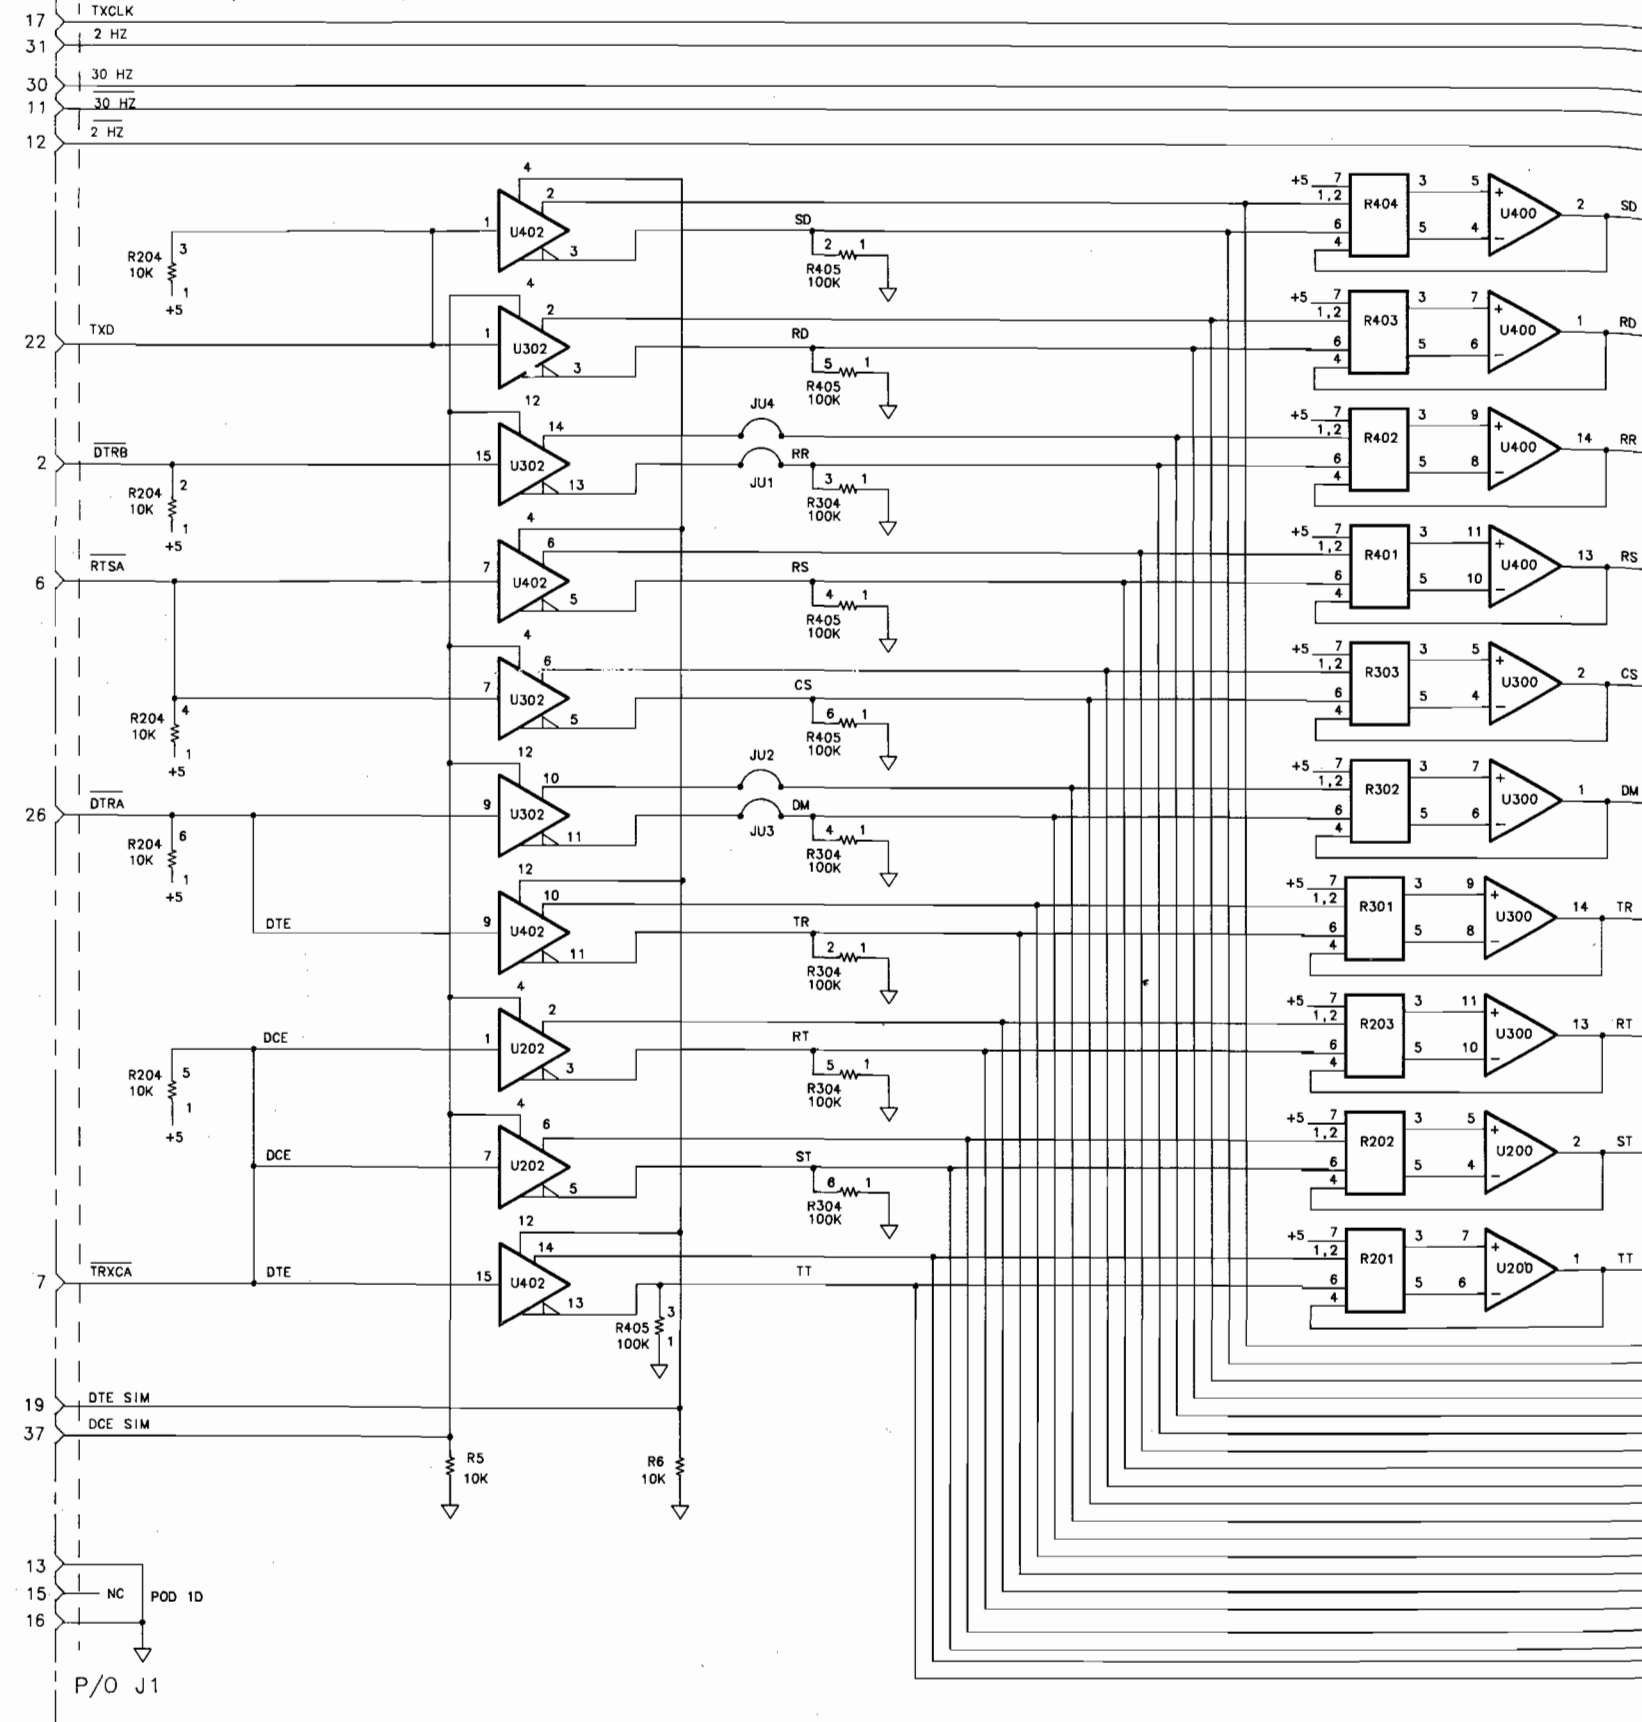 17 TXCLK
31 2 HZ
30 30 HZ
11 30 HZ
12 2 HZ
4
2
1 U402
3
SD
R204 10K 3 1 +5
2 1 R405 100K
+5 7 1,2 6 4 R404 3 5 5 4 + − U400 2 SD
22 TXD
4
2
1 U302
3
RD
5 1 R405 100K
+5 7 1,2 6 4 R403 3 5 7 6 + − U400 1 RD
2 DTRB
R204 10K 2 1 +5
12
14
15 U302
13
JU4
RR
JU1
3 1 R304 100K
+5 7 1,2 6 4 R402 3 5 9 8 + − U400 14 RR
6 RTSA
4
6
7 U402
5
RS
4 1 R405 100K
+5 7 1,2 6 4 R401 3 5 11 10 + − U400 13 RS
4
6
7 U302
5
CS
R204 10K 4 1 +5
6 1 R405 100K
+5 7 1,2 6 4 R303 3 5 5 4 + − U300 2 CS
26 DTRA
R204 10K 6 1 +5
12
10
9 U302
11
JU2
DM
JU3
4 1 R304 100K
+5 7 1,2 6 4 R302 3 5 7 6 + − U300 1 DM
DTE
12
10
9 U402
11
TR
2 1 R304 100K
+5 7 1,2 6 4 R301 3 5 9 8 + − U300 14 TR
DCE
R204 10K 5 1 +5
4
2
1 U202
3
RT
5 1 R304 100K
+5 7 1,2 6 4 R203 3 5 11 10 + − U300 13 RT
DCE
4
6
7 U202
5
ST
6 1 R304 100K
+5 7 1,2 6 4 R202 3 5 5 4 + − U200 2 ST
7 TRXCA
DTE
12
14
15 U402
13
TT
R405 100K 3 1
+5 7 1,2 6 4 R201 3 5 7 6 + − U200 1 TT
19 DTE SIM
37 DCE SIM
R5 10K
R6 10K
13
15 NC POD 1D
16
P/O J1